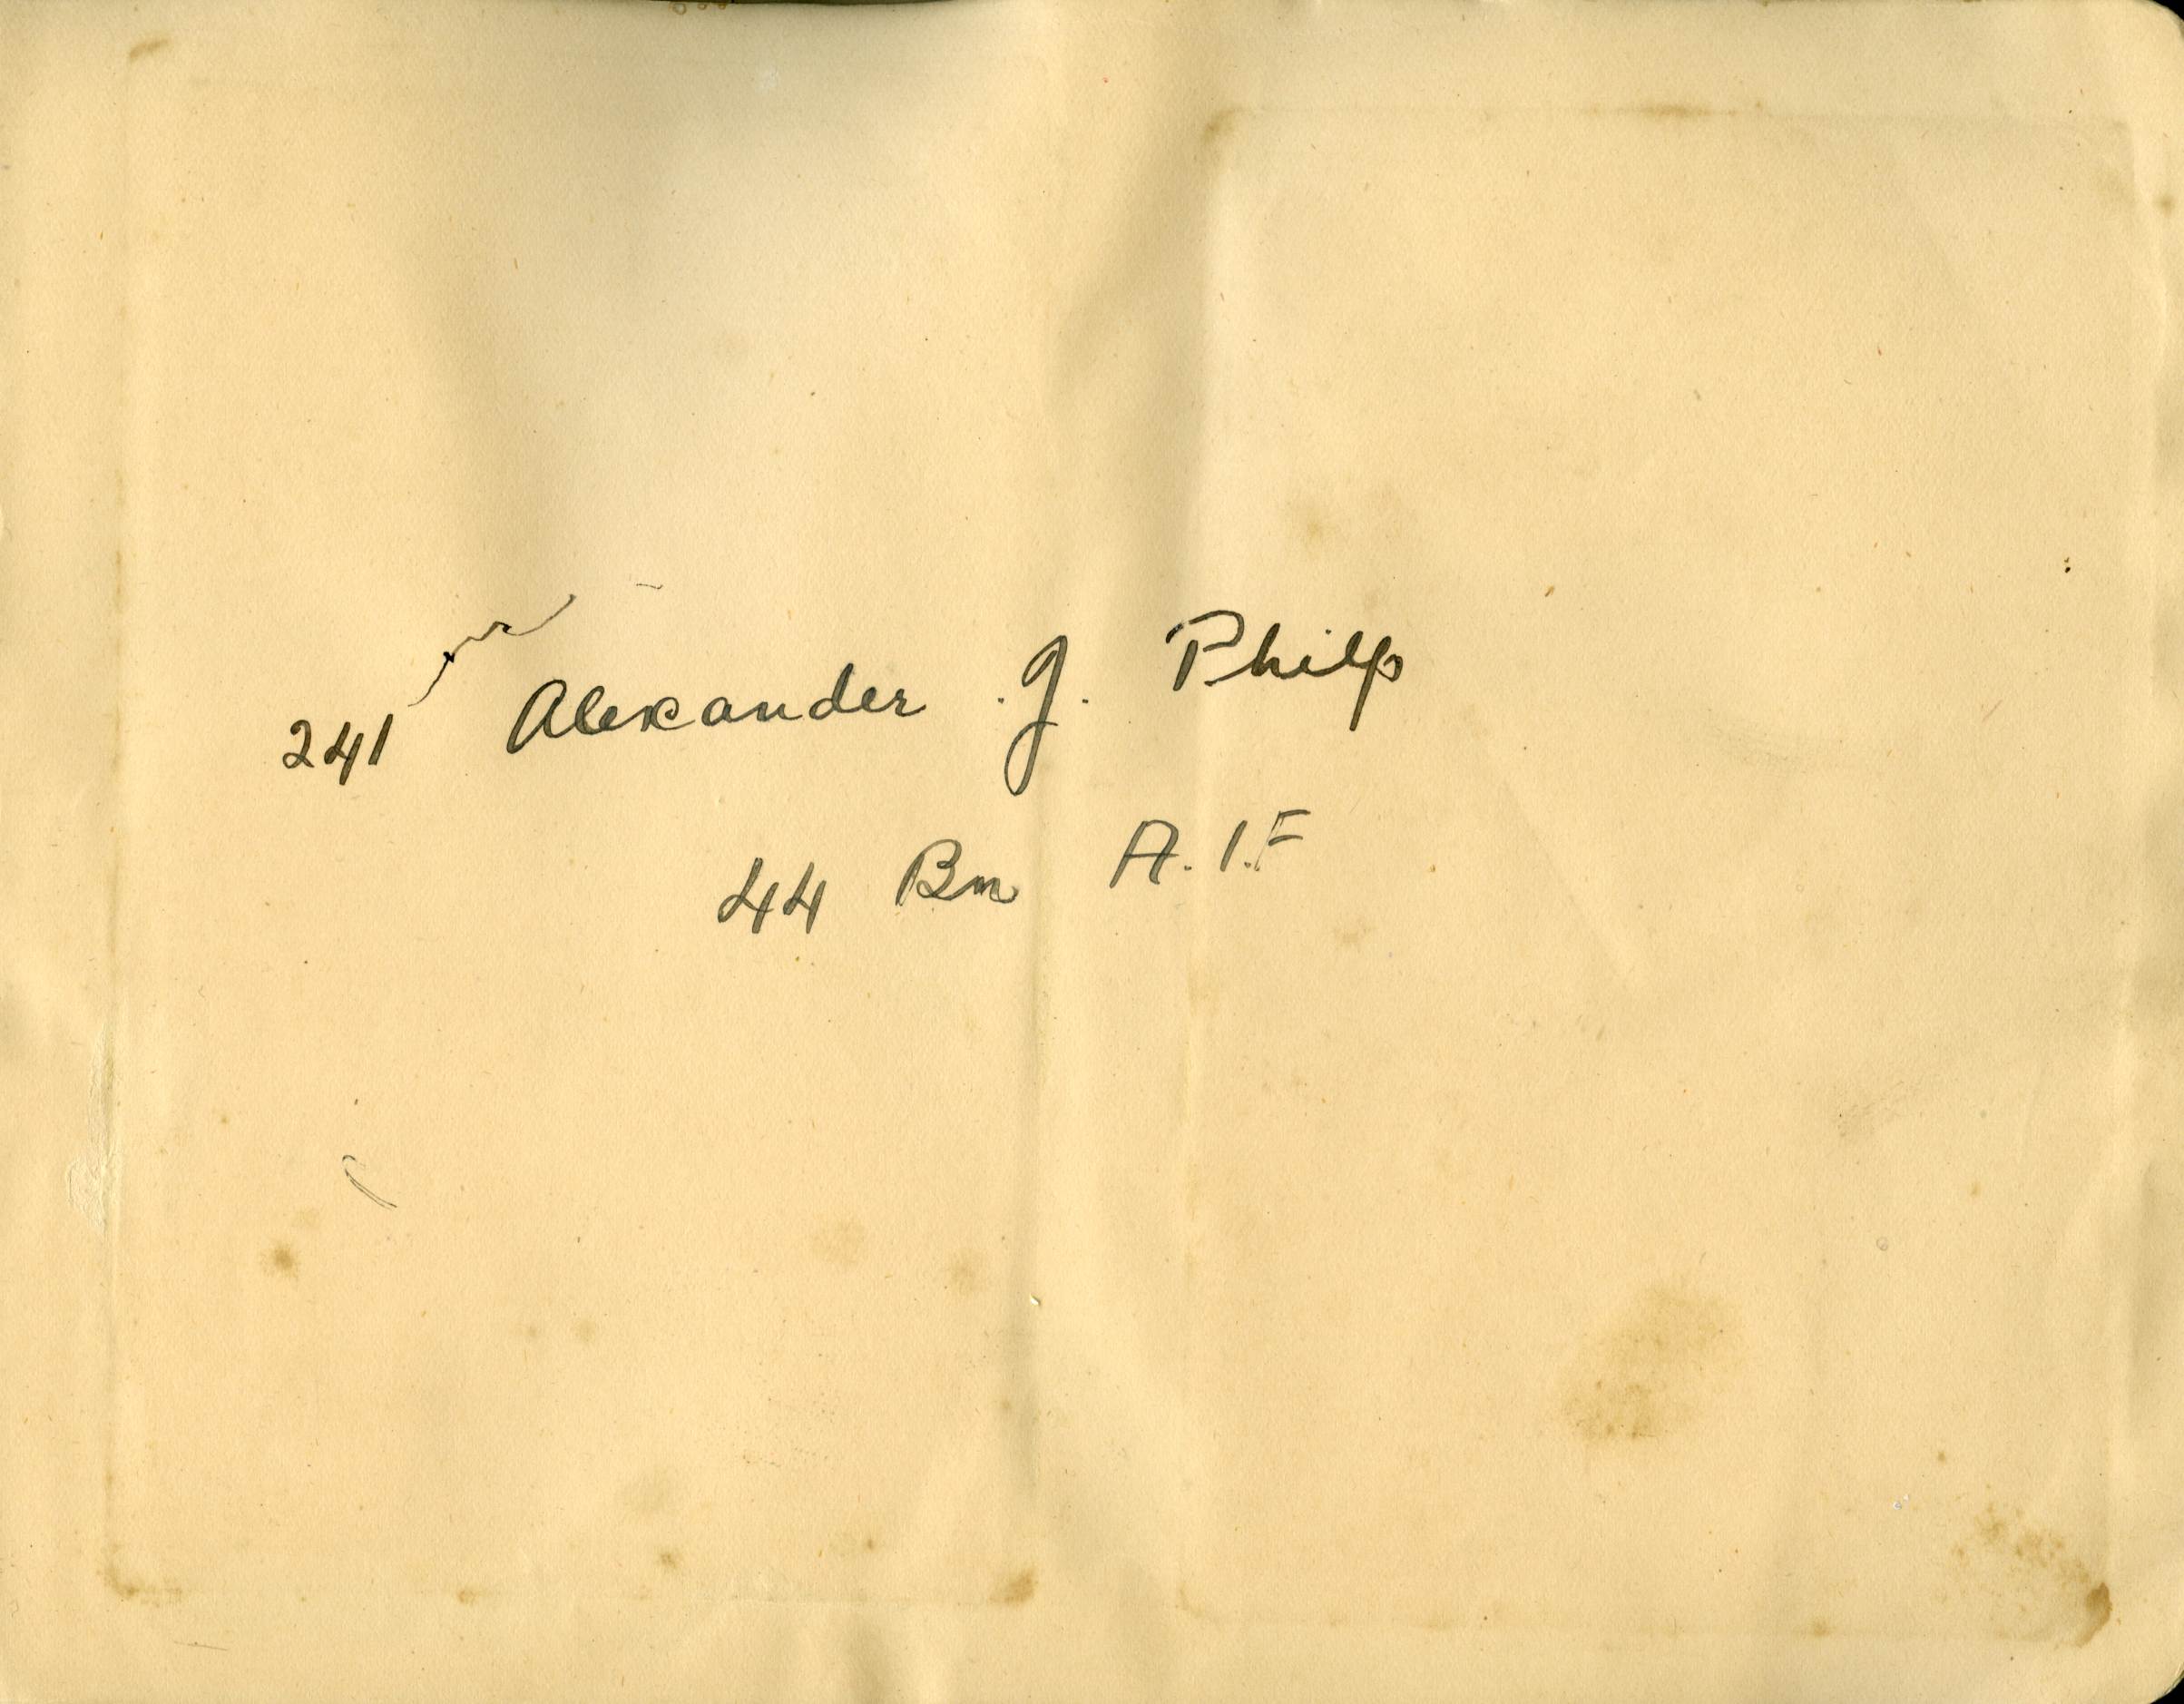 241 Alexander . J. Philp
44 Bn A.I.F